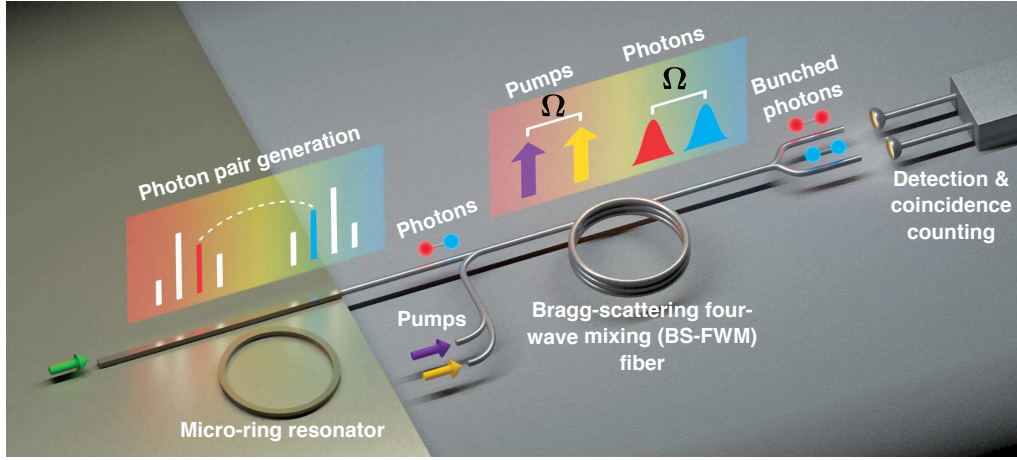 Photon pair generation
Photons
Pumps
Ω
Photons
Ω
Bunched
photons
Pumps
Micro-ring resonator
Bragg-scattering four-
wave mixing (BS-FWM)
fiber
Detection &
coincidence
counting